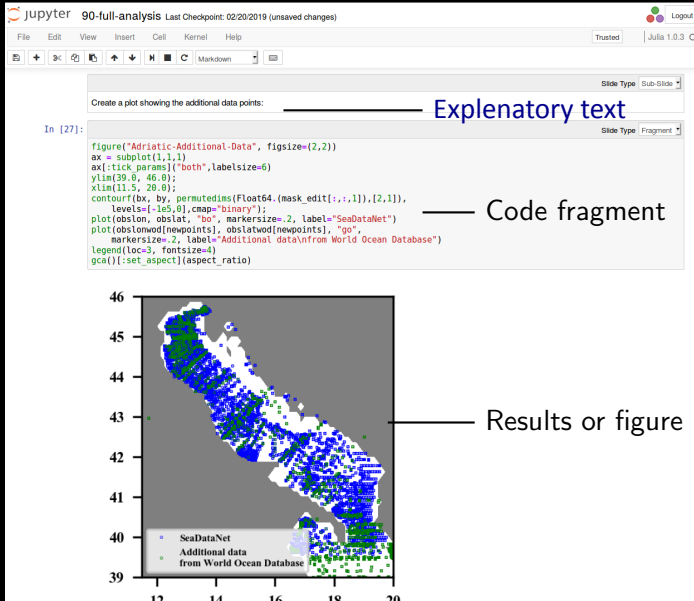 jupyter 90-full-analysis Last Checkpoint: 02/20/2019 (unsaved changes)
Logout
File Edit View Insert Cell Kernel Help
Trusted
Julia 1.0.3
Markdown
Slide Type Sub-Slide
Create a plot showing the additional data points:
Explenatory text
In [27]:
Slide Type Fragment
figure("Adriatic-Additional-Data", figsize=(2,2))
ax = subplot(1,1,1)
ax[:tick_params]("both",labelsize=6)
ylim(39.0, 46.0);
xlim(11.5, 20.0);
contourf(bx, by, permutedims(Float64.(mask_edit[:,:,1]),[2,1]),
levels=[-1e5,0],cmap="binary");
plot(obslon, obslat, "bo", markersize=.2, label="SeaDataNet")
plot(obslonwod[newpoints], obslatwod[newpoints], "go",
markersize=.2, label="Additional data\nfrom World Ocean Database")
legend(loc=3, fontsize=4)
gca()[:set_aspect](aspect_ratio)
Code fragment
46
45
44
43
42
41
40
39
Results or figure
SeaDataNet
Additional data
from World Ocean Database
12 14 16 18 20